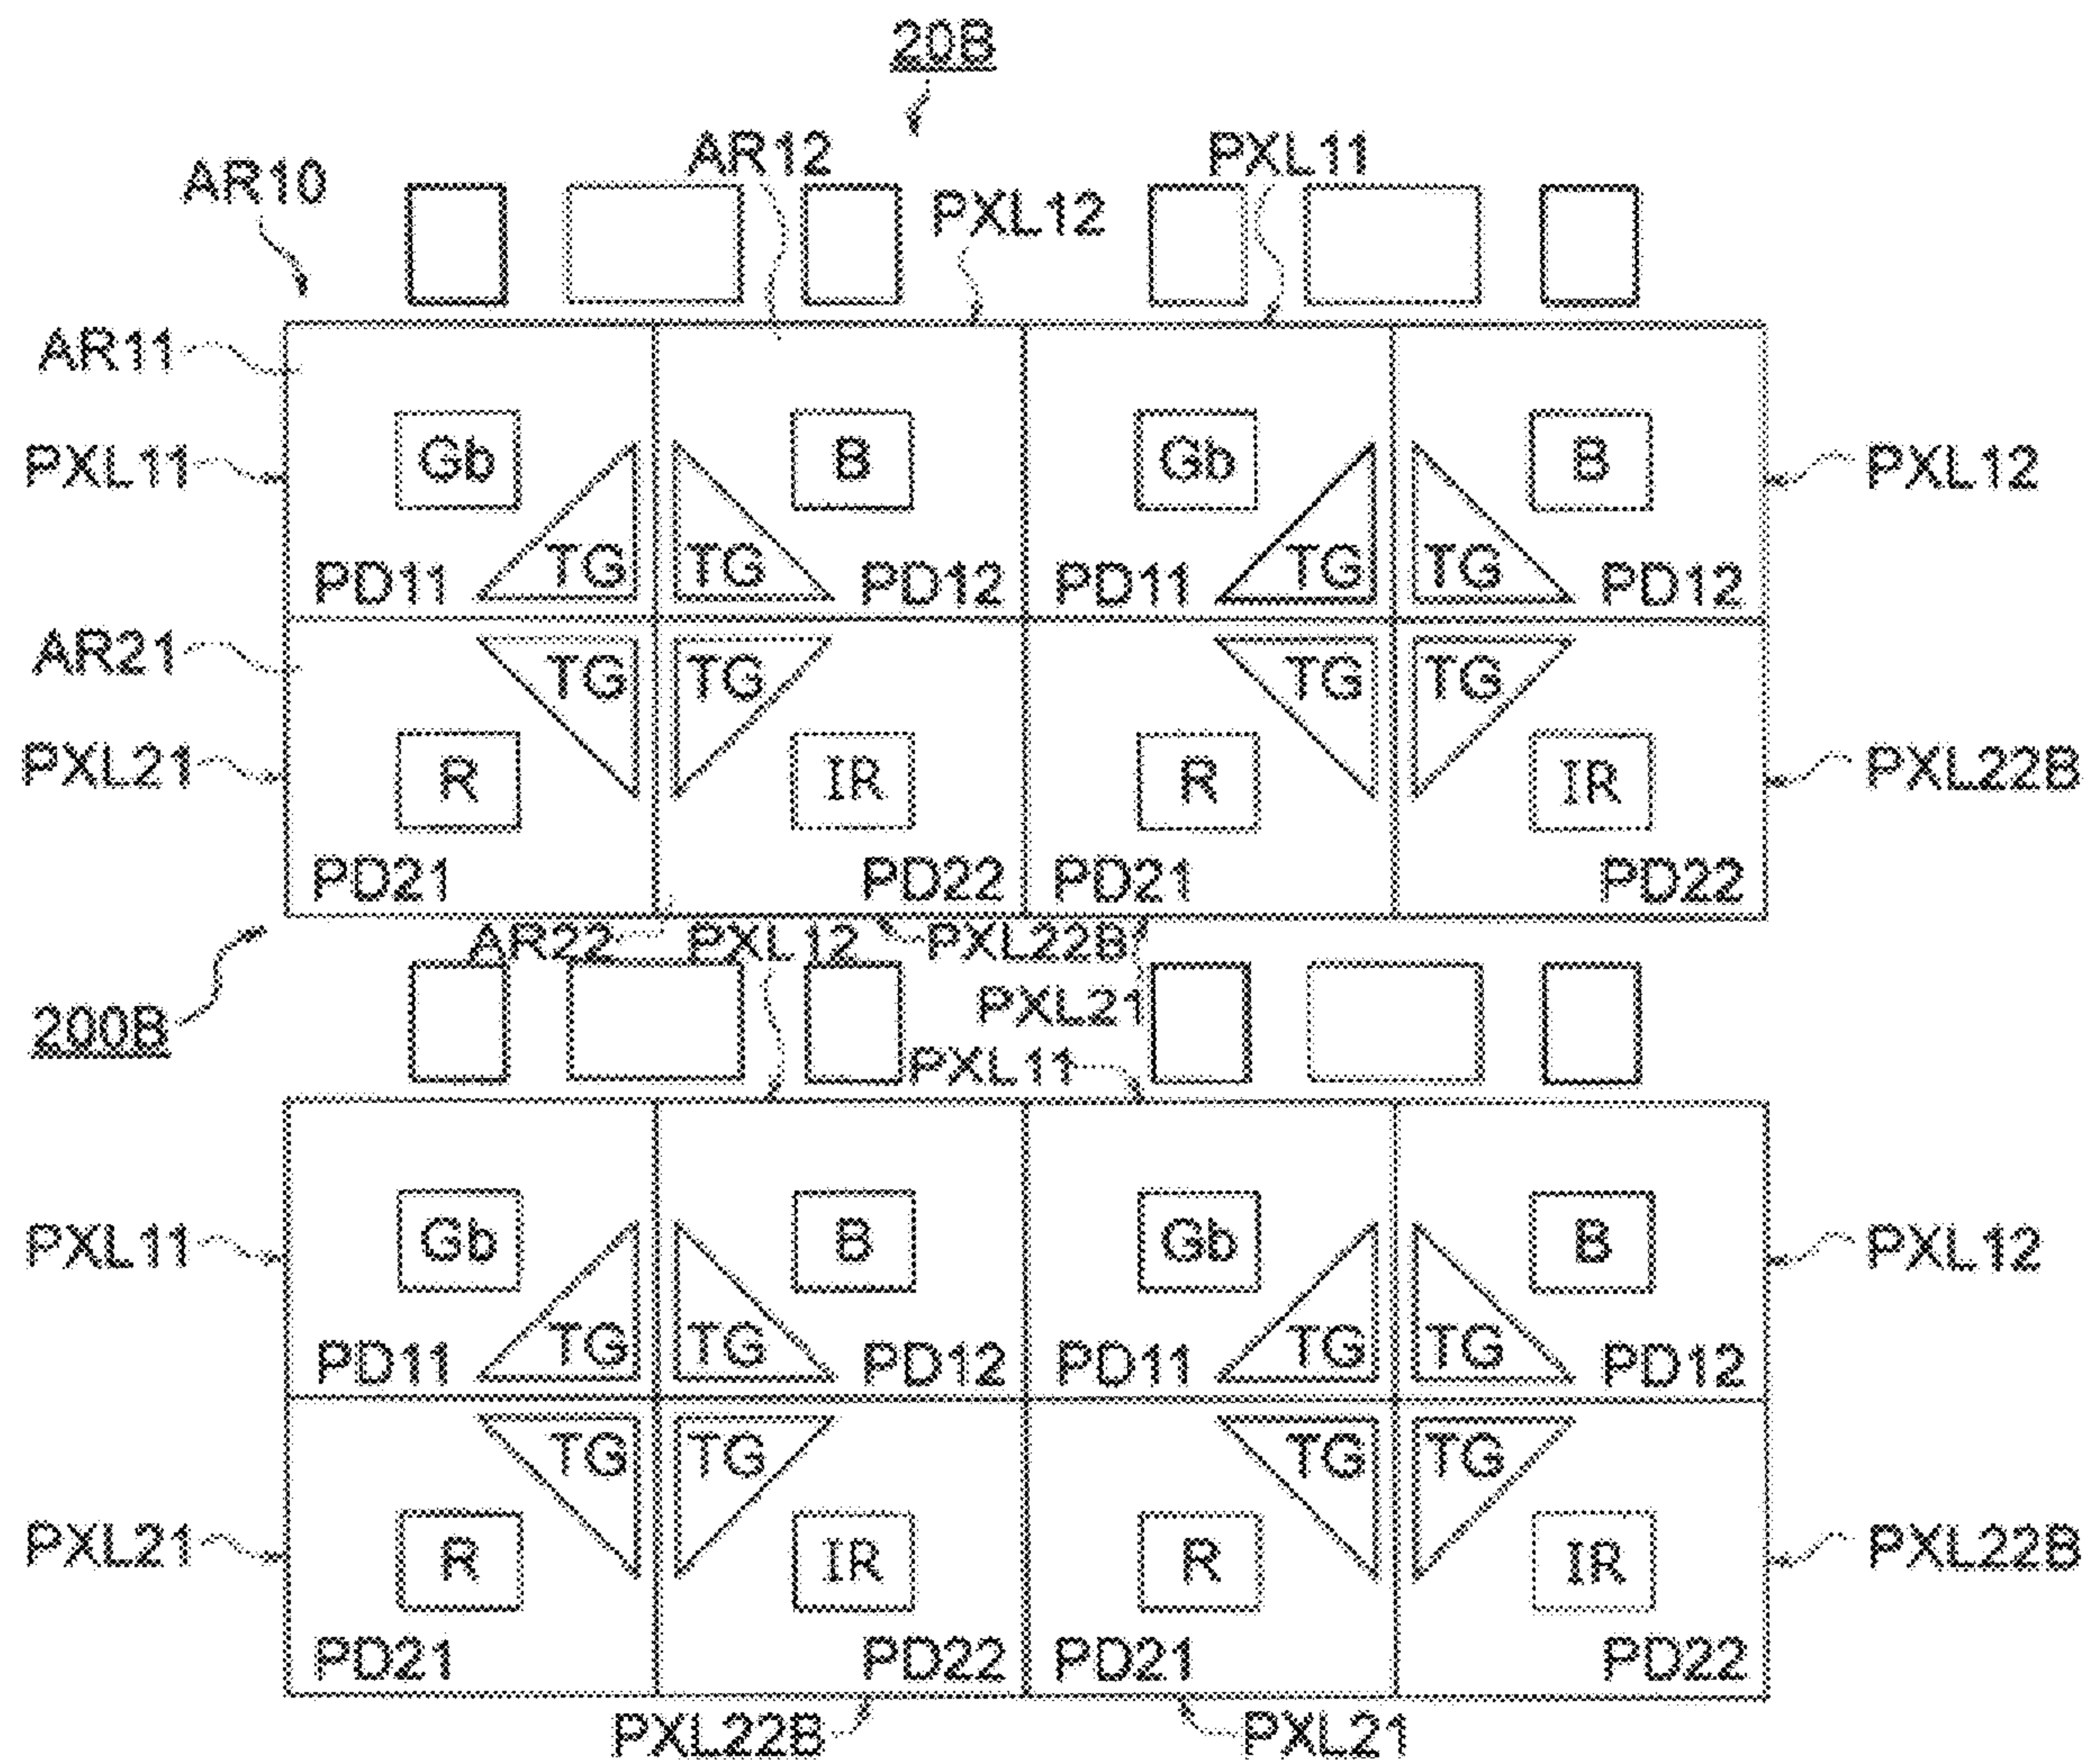 20B
AR12 PXL11
AR10 PXL12
AR11
Gb B Gb B
PXL11 PXL12
TG TG TG TG
PD11 PD12 PD11 PD12
AR21 TG TG TG TG
PXL21 R IR R IR PXL22B
PD21 PD22 PD21 PD22
AR22 PXL12 PXL22B
200B PXL21
PXL11
PXL11 Gb B Gb B PXL12
TG TG TG TG
PD11 PD12 PD11 PD12
TG TG TG TG
PXL21 R IR R IR PXL22B
PD21 PD22 PD21 PD22
PXL22B PXL21